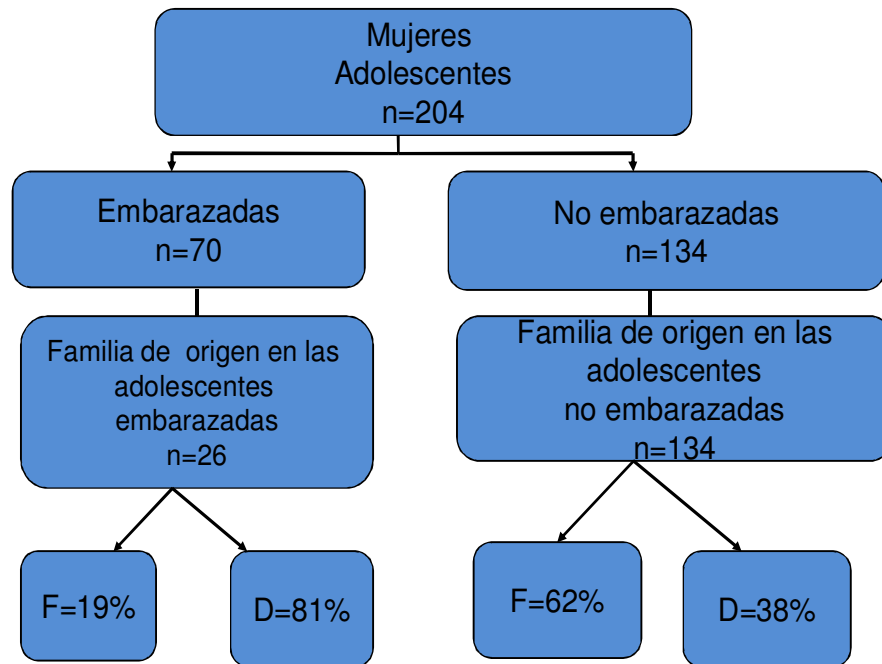 Mujeres
Adolescentes
n=204
Embarazadas
n=70
No embarazadas
n=134
Familia de origen en las
adolescentes
embarazadas
n=26
Familia de origen en las
adolescentes
no embarazadas
n=134
F=19%
D=81%
F=62%
D=38%